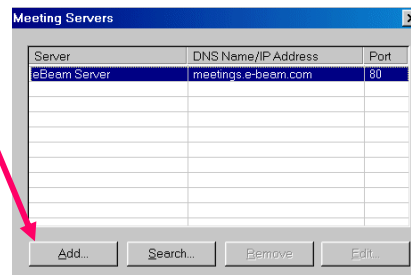 Meeting Servers
Server DNS Name/IP Address Port
eBeam Server meetings.e-beam.com 80
Add... Search... Remove Edit...